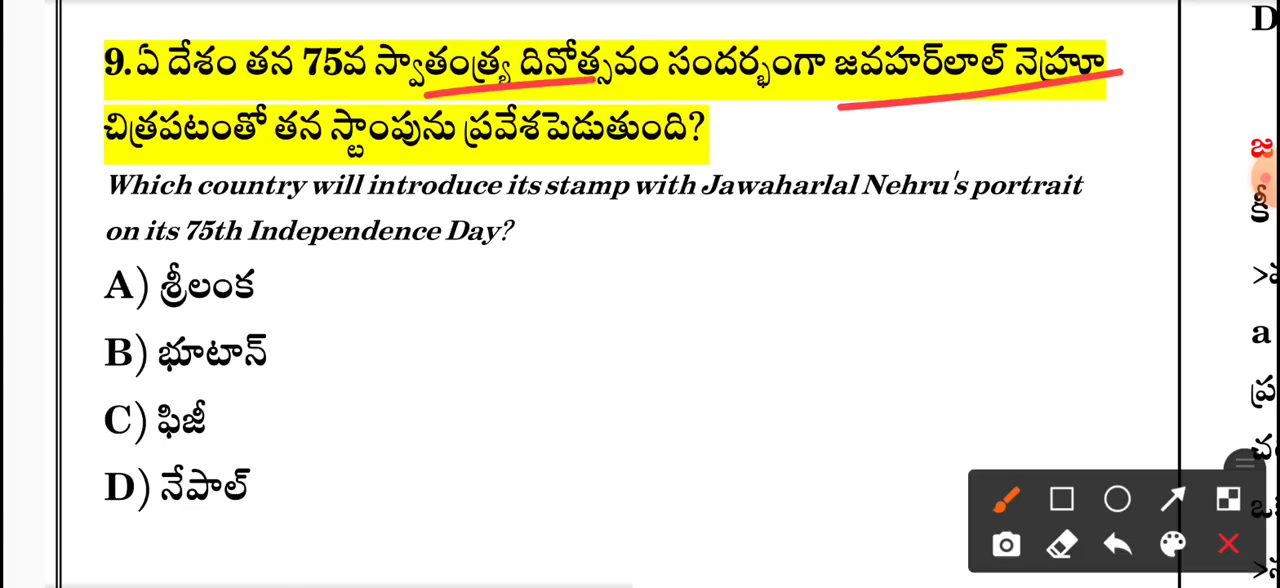 9. ఏ దేశం తన 75వ స్వాతంత్ర్య దినోత్సవం సందర్భంగా జవహర్‌లాల్ నెహ్రూ
చిత్రపటంతో తన స్టాంపును ప్రవేశపెడుతుంది?
Which country will introduce its stamp with Jawaharlal Nehru's portrait
on its 75th Independence Day?
A) శ్రీలంక
B) భూటాన్
C) ఫిజీ
D) నేపాల్
D
జ
>
a
ప్ర